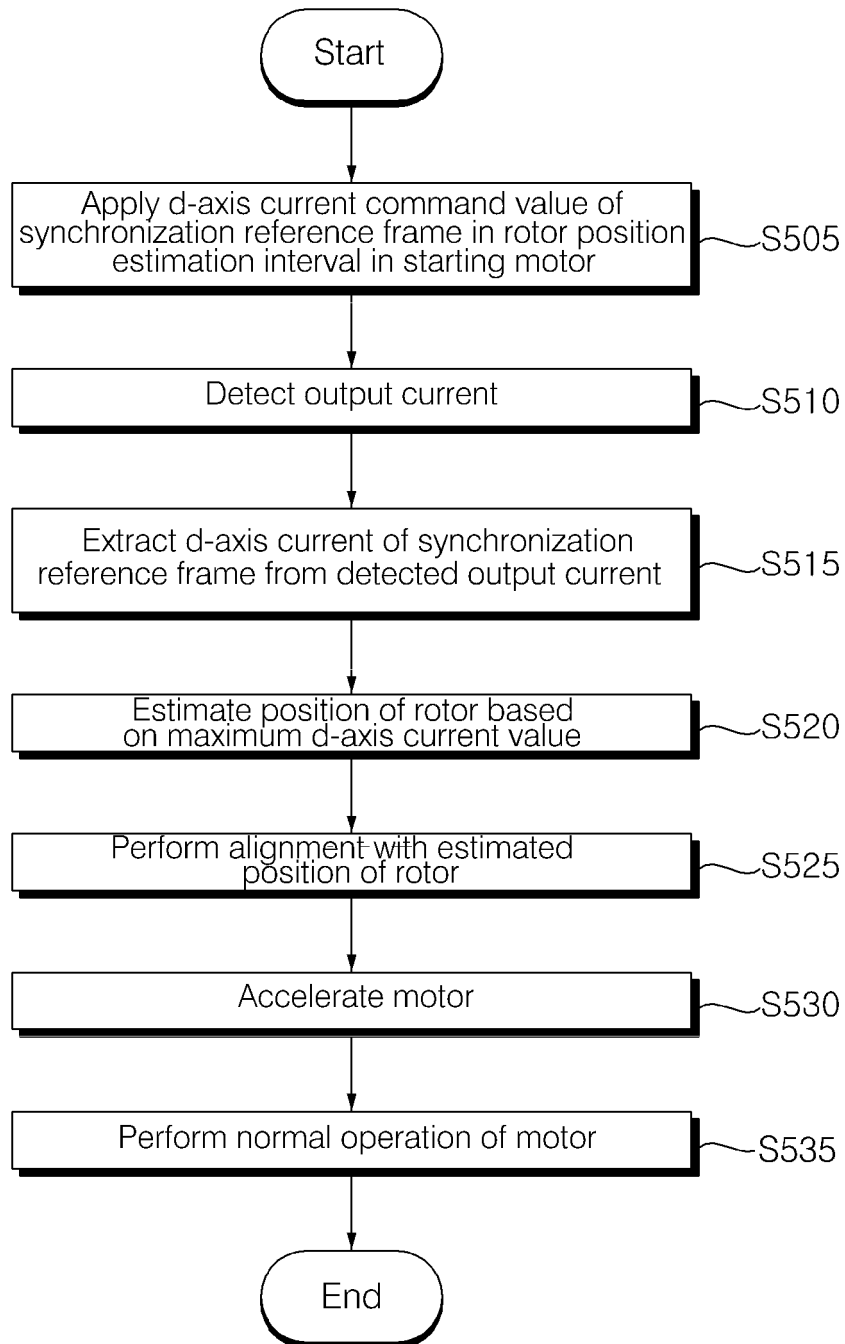 Start
Apply d-axis current command value of
synchronization reference frame in rotor position
estimation interval in starting motor
S505
Detect output current
S510
Extract d-axis current of synchronization
reference frame from detected output current
S515
Estimate position of rotor based
on maximum d-axis current value
S520
Perform alignment with estimated
position of rotor
S525
Accelerate motor
S530
Perform normal operation of motor
S535
End